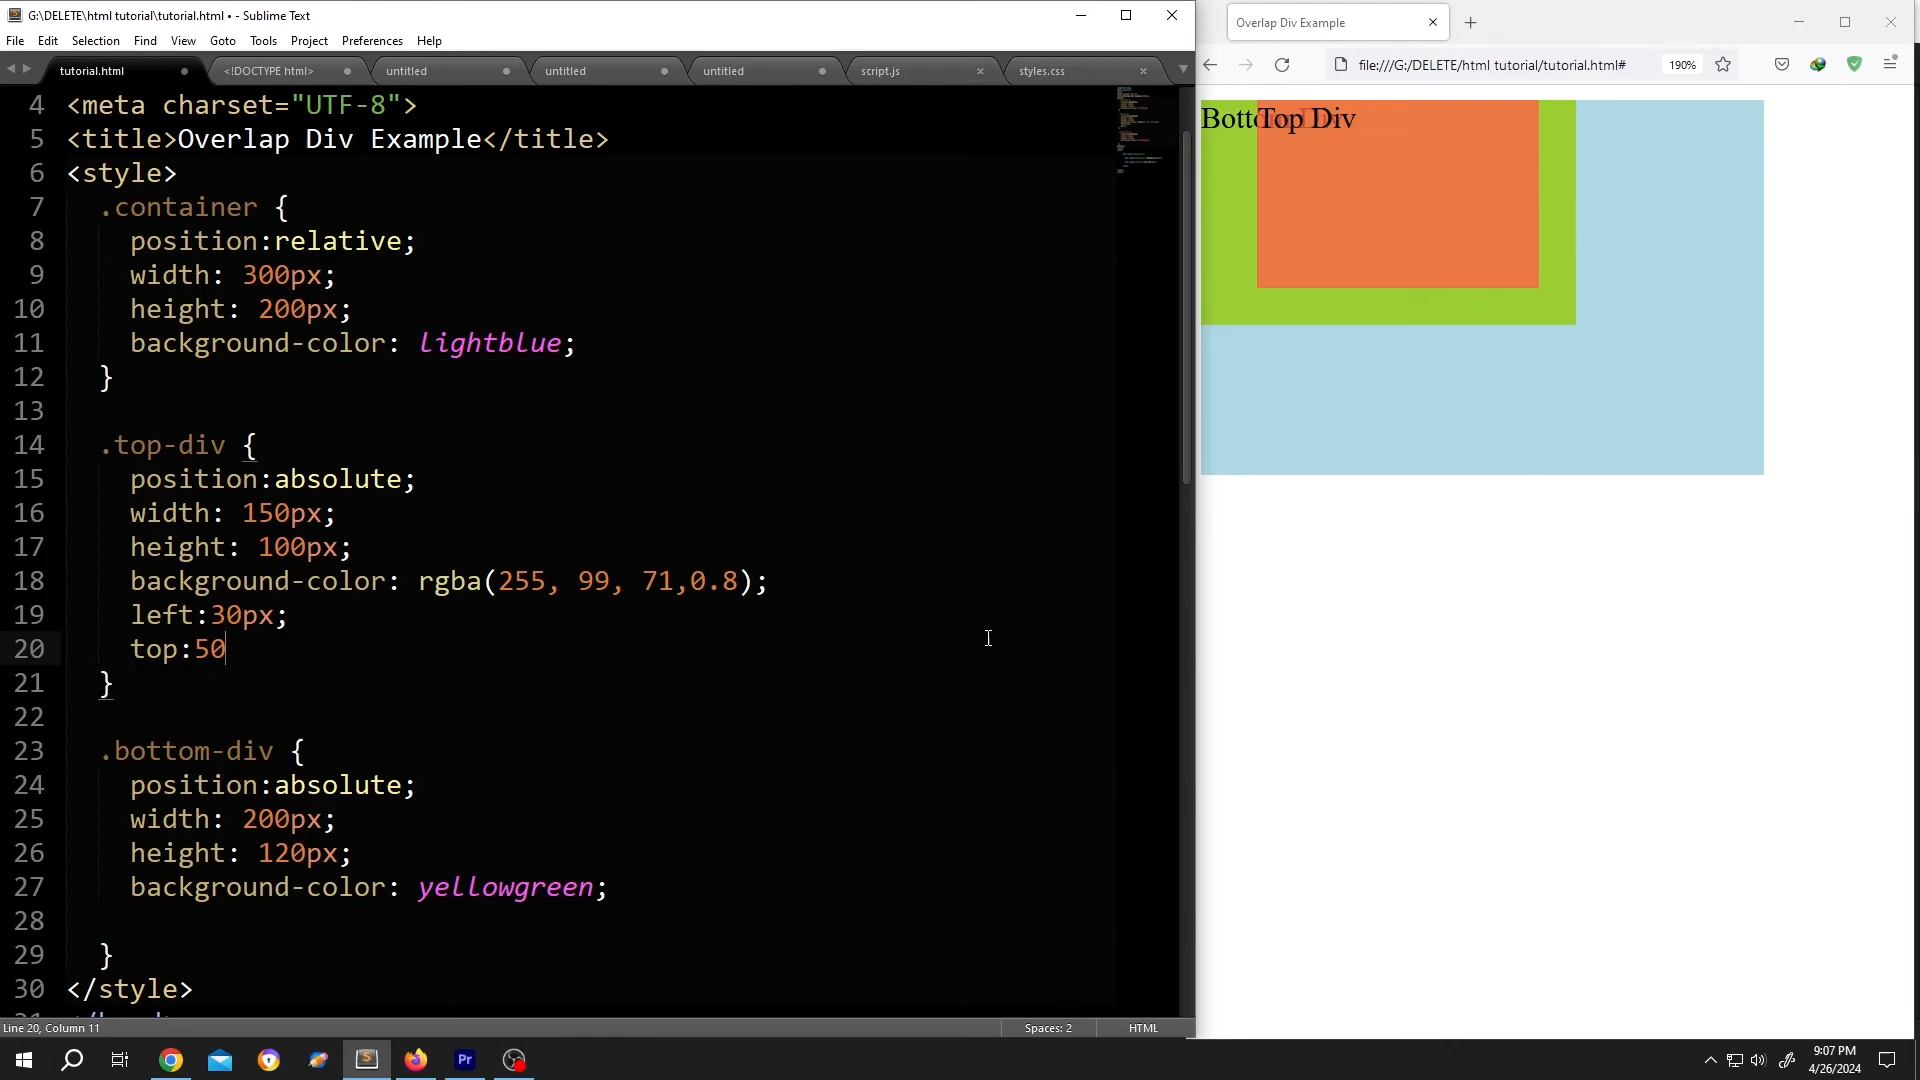 G:\DELETE\html tutorial\tutorial.html • - Sublime Text
File Edit Selection Find View Goto Tools Project Preferences Help
tutorial.html <!DOCTYPE html> untitled untitled untitled script.js styles.css
4 <meta charset="UTF-8">
5 <title>Overlap Div Example</title>
6 <style>
7 .container {
8 position:relative;
9 width: 300px;
10 height: 200px;
11 background-color: lightblue;
12 }
13
14 .top-div {
15 position:absolute;
16 width: 150px;
17 height: 100px;
18 background-color: rgba(255, 99, 71,0.8);
19 left:30px;
20 top:50
21 }
22
23 .bottom-div {
24 position:absolute;
25 width: 200px;
26 height: 120px;
27 background-color: yellowgreen;
28
29 }
30 </style>
Line 20, Column 11 Spaces: 2 HTML
Overlap Div Example
file:///G:/DELETE/html tutorial/tutorial.html# 190%
Botto Top Div
9:07 PM
4/26/2024